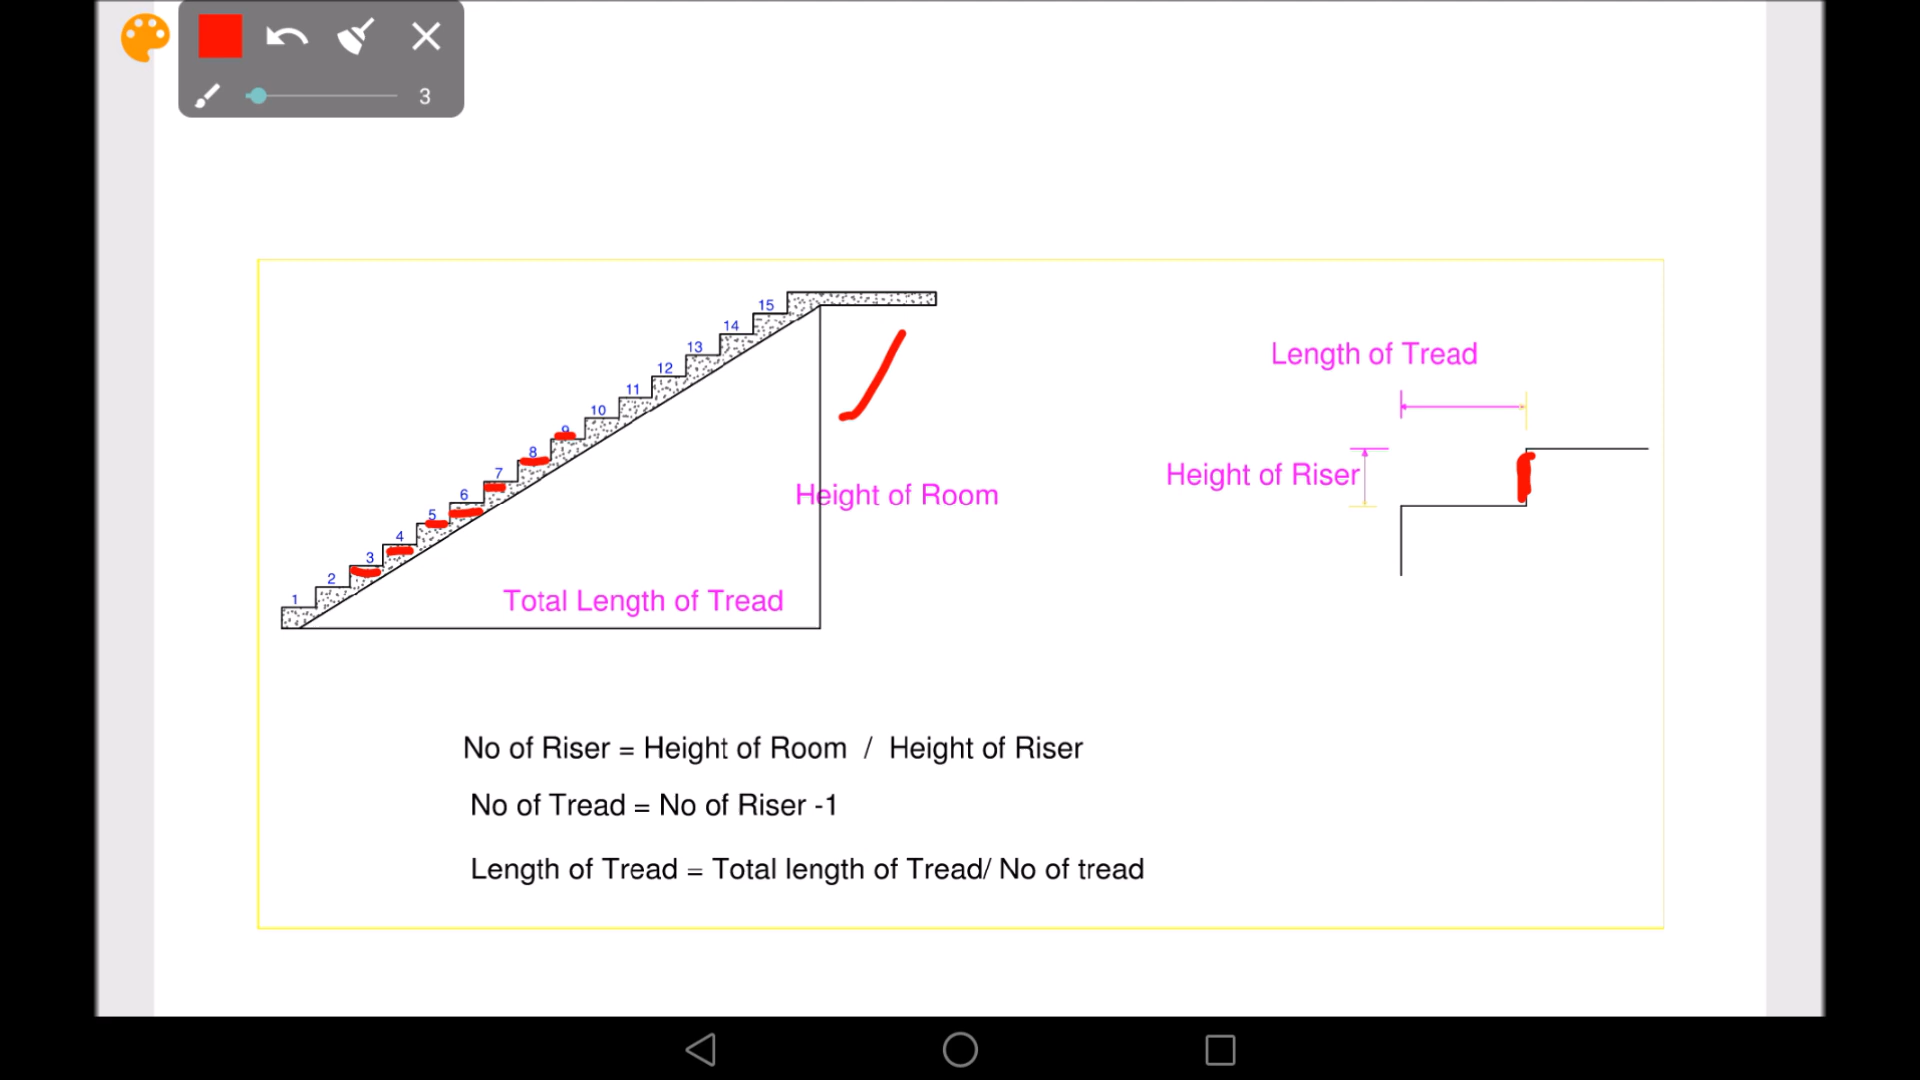 3
15
14
13
12
11
10
9
8
7
6
5
4
3
2
1
Length of Tread
Height of Riser
Height of Room
Total Length of Tread
No of Riser = Height of Room / Height of Riser
No of Tread = No of Riser -1
Length of Tread = Total length of Tread/ No of tread